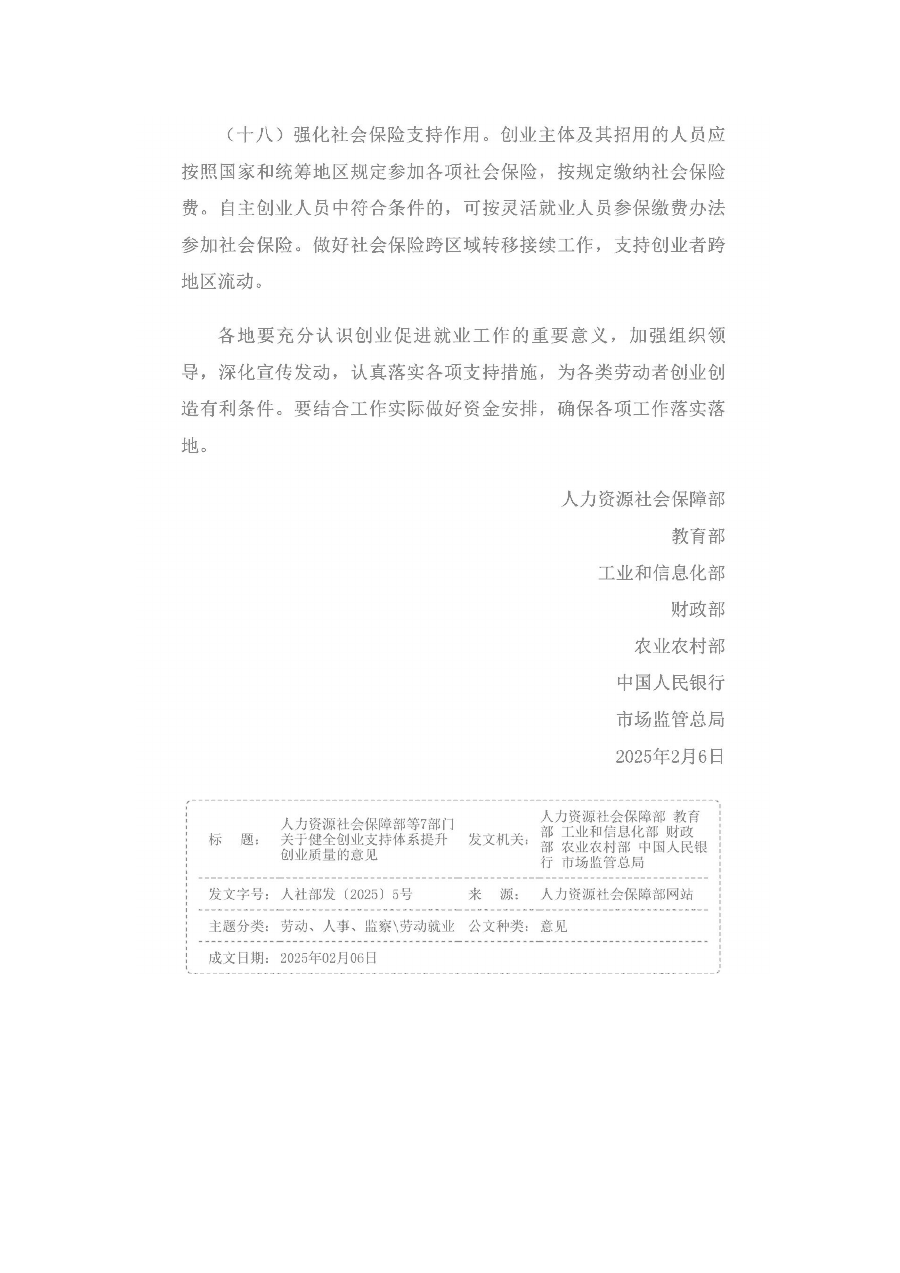 （十八）强化社会保险支持作用。创业主体及其招用的人员应
按照国家和统筹地区规定参加各项社会保险，按规定缴纳社会保险
费。自主创业人员中符合条件的，可按灵活就业人员参保缴费办法
参加社会保险。做好社会保险跨区域转移接续工作，支持创业者跨
地区流动。
各地要充分认识创业促进就业工作的重要意义，加强组织领
导，深化宣传发动，认真落实各项支持措施，为各类劳动者创业创
造有利条件。要结合工作实际做好资金安排，确保各项工作落实落
地。
人力资源社会保障部
教育部
工业和信息化部
财政部
农业农村部
中国人民银行
市场监管总局
2025年2月6日
标 题：
人力资源社会保障部等7部门
关于健全创业支持体系提升
创业质量的意见
发文机关：
人力资源社会保障部 教育
部 工业和信息化部 财政
部 农业农村部 中国人民银
行 市场监管总局
发文字号： 人社部发〔2025〕5号
来 源： 人力资源社会保障部网站
主题分类： 劳动、人事、监察\劳动就业
公文种类： 意见
成文日期： 2025年02月06日